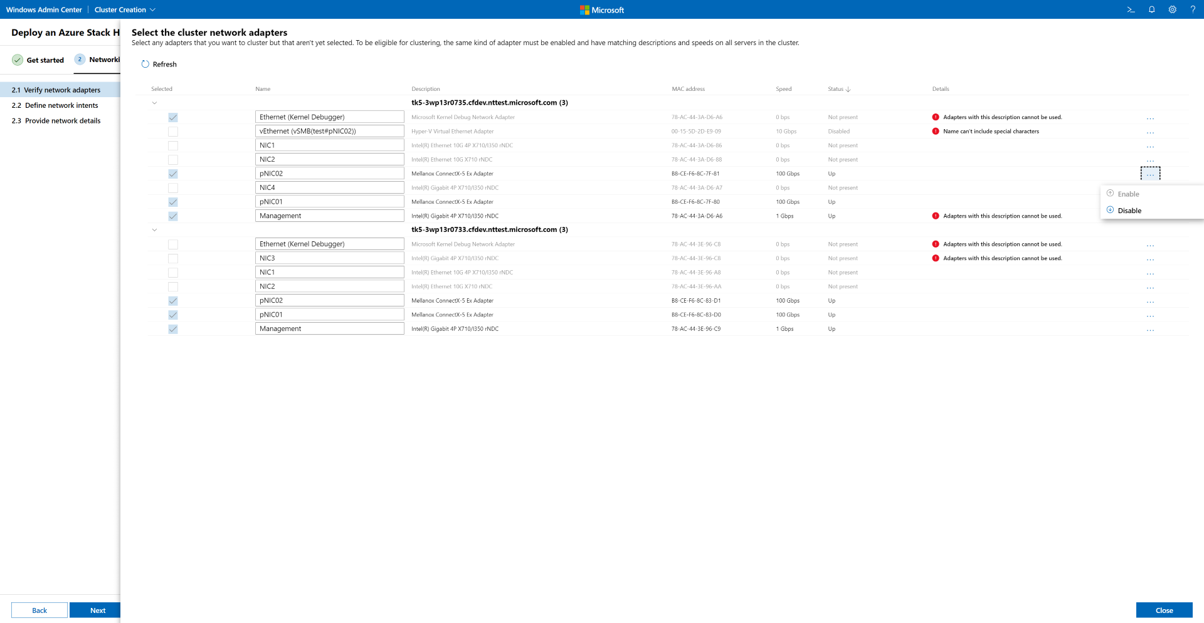 Windows Admin Center | Cluster Creation Microsoft ?
Deploy an Azure Stack H
Get started 2 Networki
2.1 Verify network adapters
2.2 Define network intents
2.3 Provide network details
Back Next
Select the cluster network adapters
Select any adapters that you want to cluster but that aren't yet selected. To be eligible for clustering, the same kind of adapter must be enabled and have matching descriptions and speeds on all servers in the cluster.
Refresh
Selected Name Description MAC address Speed Status ↓ Details
tk5-3wp13r0735.cfdev.nttest.microsoft.com (3)
Ethernet (Kernel Debugger) Microsoft Kernel Debug Network Adapter 78-AC-44-3A-D6-A6 0 bps Not present Adapters with this description cannot be used. ...
vEthernet (vSMB(test#pNIC02)) Hyper-V Virtual Ethernet Adapter 00-15-5D-2D-E9-09 10 Gbps Disabled Name can't include special characters ...
NIC1 Intel(R) Ethernet 10G 4P X710/I350 rNDC 78-AC-44-3A-D6-86 0 bps Not present ...
NIC2 Intel(R) Ethernet 10G X710 rNDC 78-AC-44-3A-D6-88 0 bps Not present ...
pNIC02 Mellanox ConnectX-5 Ex Adapter B8-CE-F6-8C-7F-81 100 Gbps Up ...
NIC4 Intel(R) Gigabit 4P X710/I350 rNDC 78-AC-44-3A-D6-A7 0 bps Not present
pNIC01 Mellanox ConnectX-5 Ex Adapter B8-CE-F6-8C-7F-80 100 Gbps Up
Management Intel(R) Gigabit 4P X710/I350 rNDC 78-AC-44-3A-D6-A6 1 Gbps Up Adapters with this description cannot be used.
Enable
Disable
tk5-3wp13r0733.cfdev.nttest.microsoft.com (3)
Ethernet (Kernel Debugger) Microsoft Kernel Debug Network Adapter 78-AC-44-3E-96-C8 0 bps Not present Adapters with this description cannot be used. ...
NIC3 Intel(R) Gigabit 4P X710/I350 rNDC 78-AC-44-3E-96-C8 0 bps Not present Adapters with this description cannot be used. ...
NIC1 Intel(R) Ethernet 10G 4P X710/I350 rNDC 78-AC-44-3E-96-A8 0 bps Not present ...
NIC2 Intel(R) Ethernet 10G X710 rNDC 78-AC-44-3E-96-AA 0 bps Not present ...
pNIC02 Mellanox ConnectX-5 Ex Adapter B8-CE-F6-8C-83-D1 100 Gbps Up ...
pNIC01 Mellanox ConnectX-5 Ex Adapter B8-CE-F6-8C-83-D0 100 Gbps Up ...
Management Intel(R) Gigabit 4P X710/I350 rNDC 78-AC-44-3E-96-C9 1 Gbps Up ...
Close